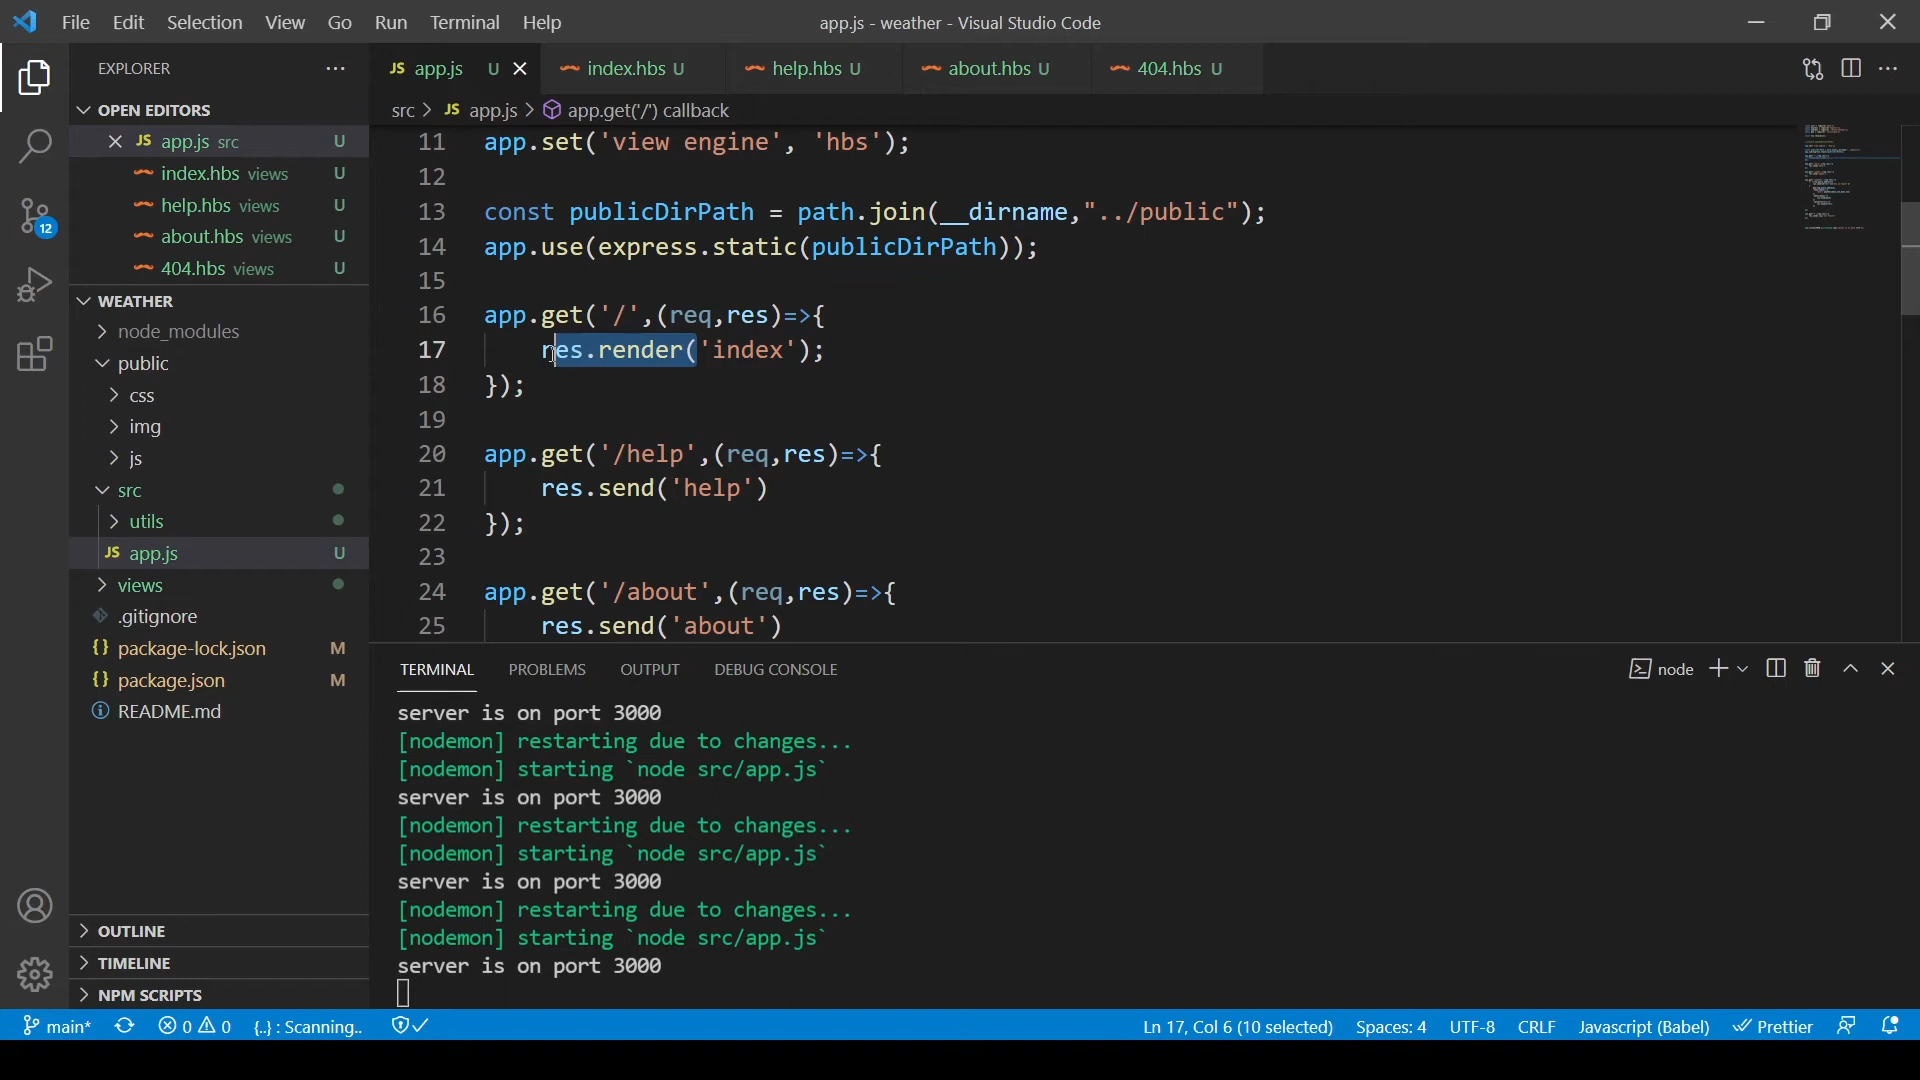 File Edit Selection View Go Run Terminal Help
app.js - weather - Visual Studio Code
EXPLORER
OPEN EDITORS
JS app.js src U
index.hbs views U
help.hbs views U
about.hbs views U
404.hbs views U
WEATHER
node_modules
public
css
img
js
src
utils
JS app.js U
views
.gitignore
{} package-lock.json M
{} package.json M
README.md
OUTLINE
TIMELINE
NPM SCRIPTS
12
JS app.js U
index.hbs U
help.hbs U
about.hbs U
404.hbs U
src > JS app.js > app.get('/') callback
11 app.set('view engine', 'hbs');
12
13 const publicDirPath = path.join(__dirname,"../public");
14 app.use(express.static(publicDirPath));
15
16 app.get('/',(req,res)=>{
17 res.render('index');
18 });
19
20 app.get('/help',(req,res)=>{
21 res.send('help')
22 });
23
24 app.get('/about',(req,res)=>{
25 res.send('about')
TERMINAL PROBLEMS OUTPUT DEBUG CONSOLE
node
server is on port 3000
[nodemon] restarting due to changes...
[nodemon] starting `node src/app.js`
server is on port 3000
[nodemon] restarting due to changes...
[nodemon] starting `node src/app.js`
server is on port 3000
[nodemon] restarting due to changes...
[nodemon] starting `node src/app.js`
server is on port 3000
main* 0 0 {..} : Scanning..
Ln 17, Col 6 (10 selected) Spaces: 4 UTF-8 CRLF Javascript (Babel) Prettier